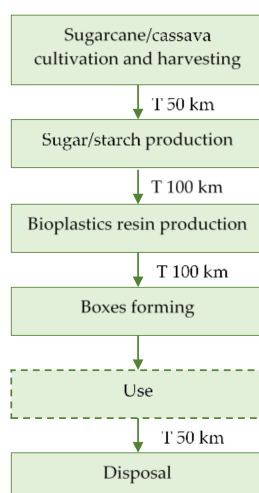 Sugarcane/cassava
cultivation and harvesting
T 50 km
Sugar/starch production
T 100 km
Bioplastics resin production
T 100 km
Boxes forming
Use
T 50 km
Disposal